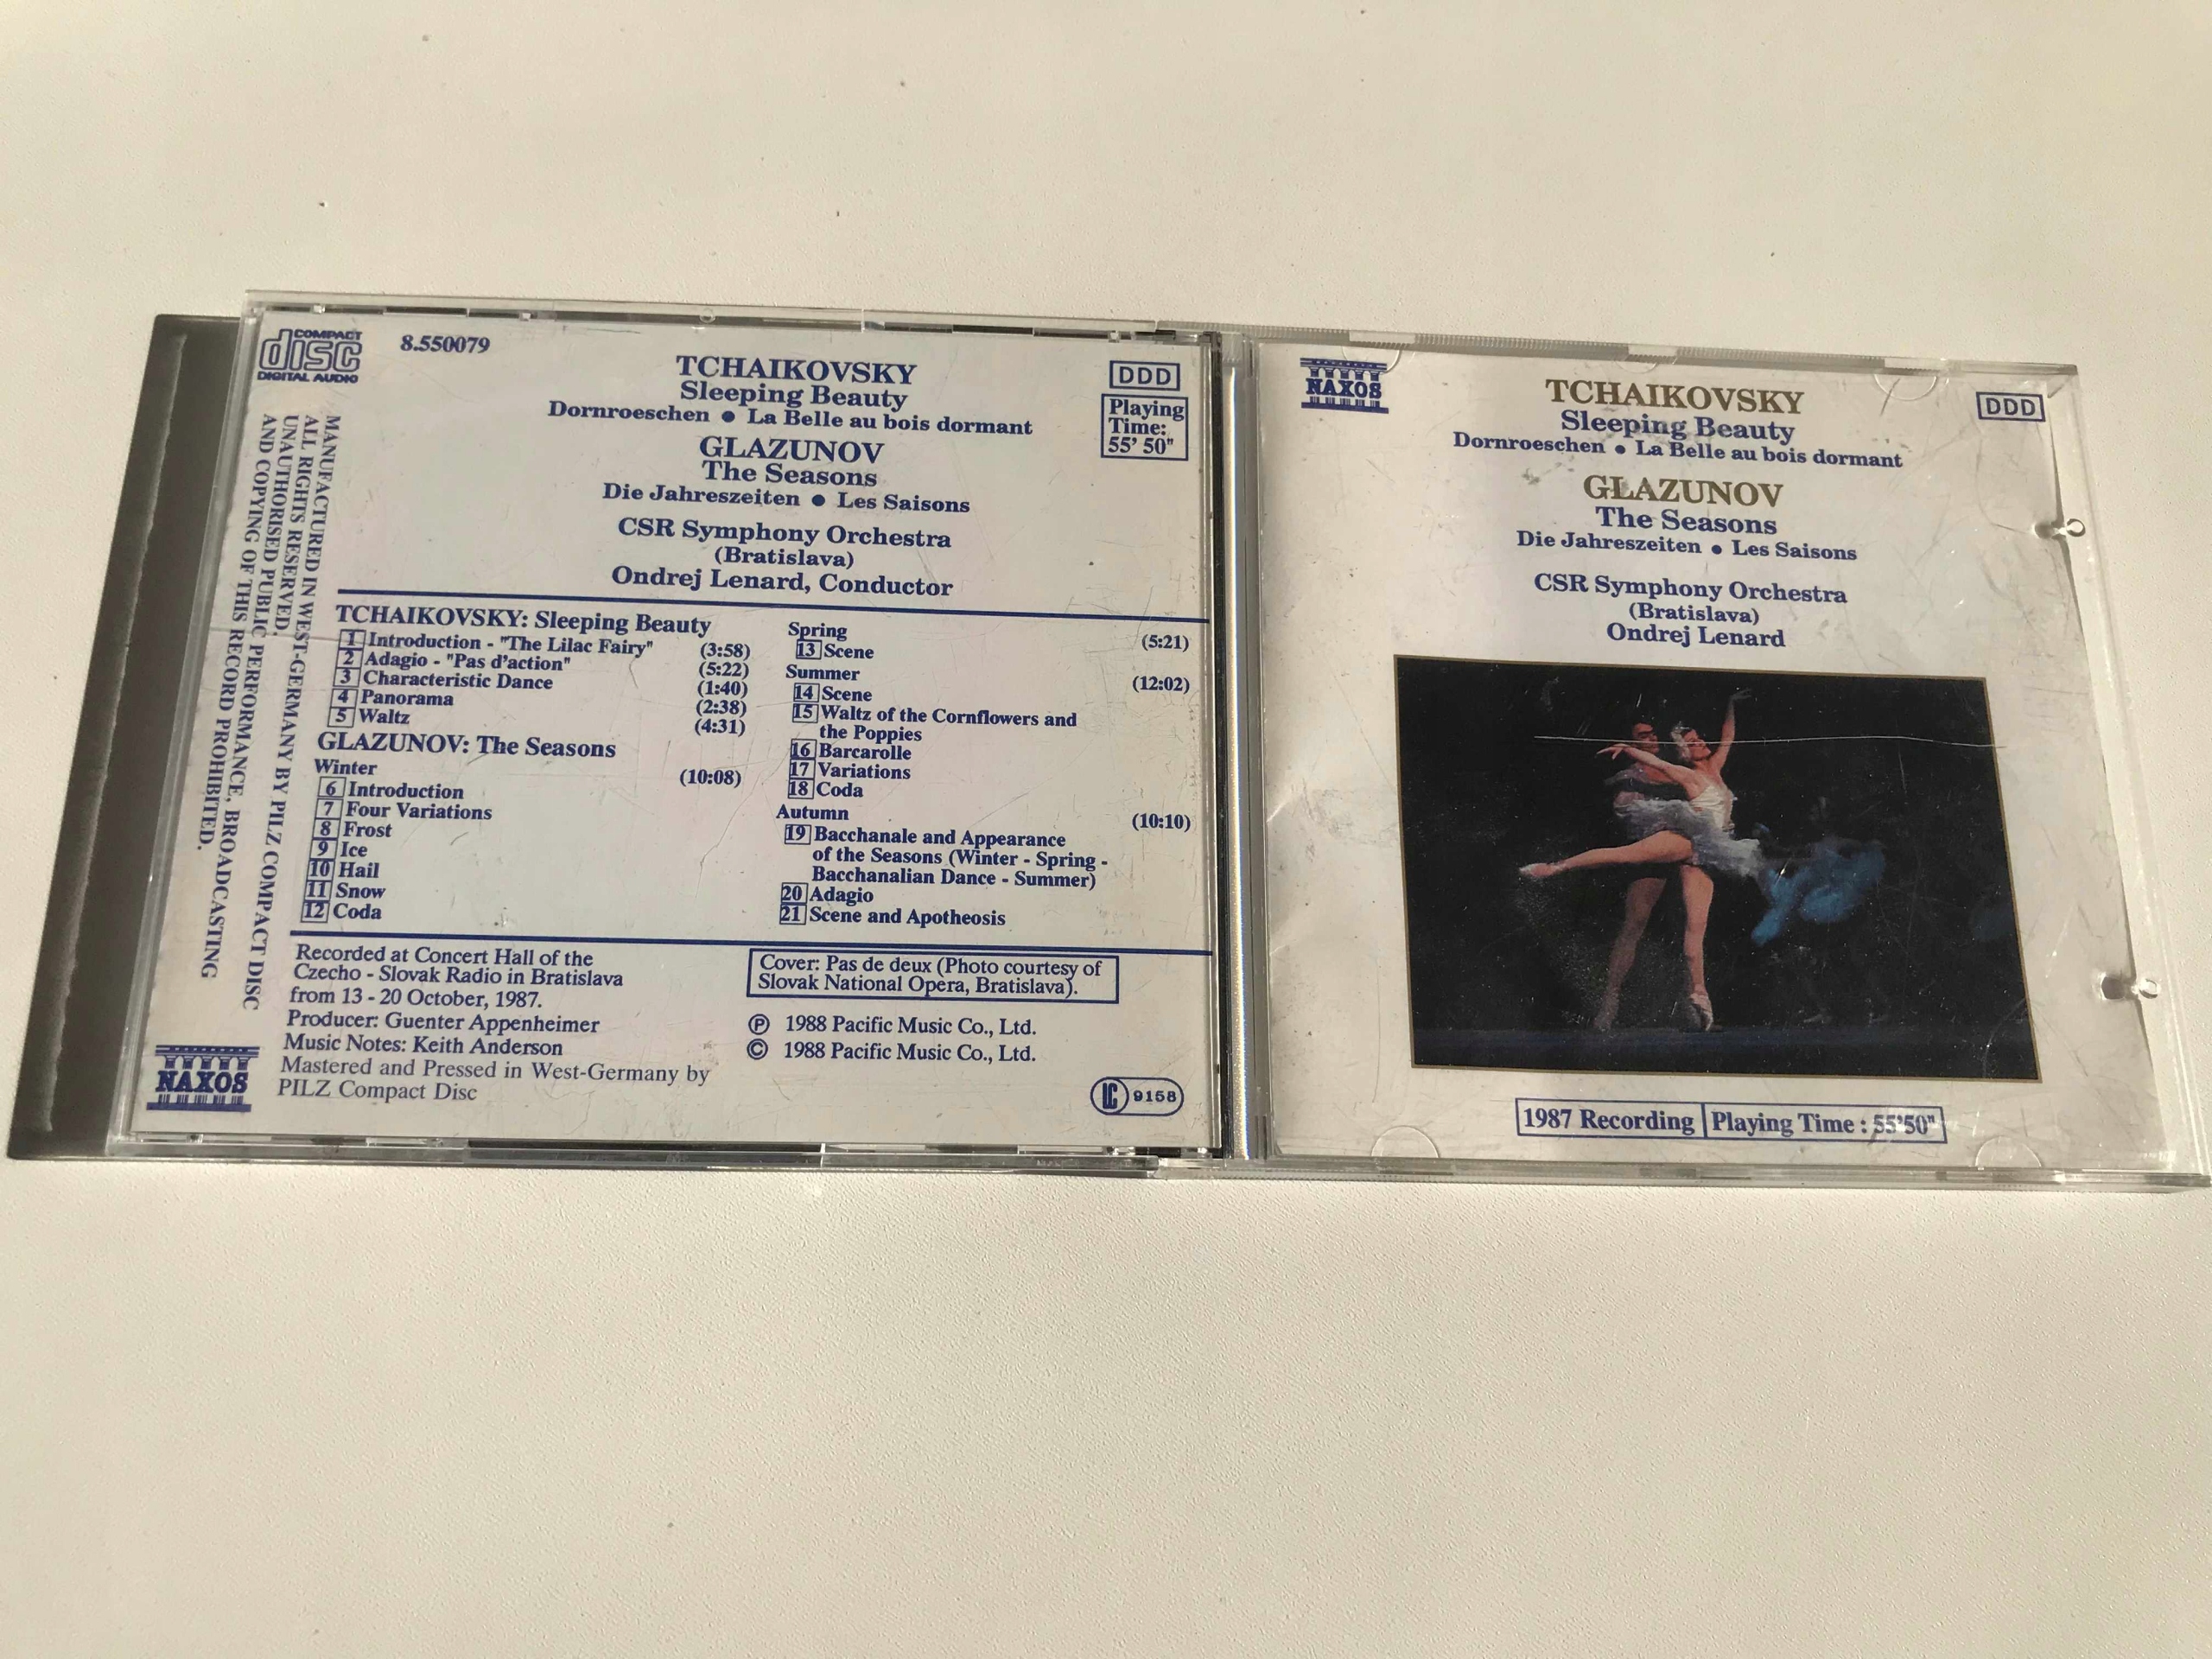 COMPACT
disc
DIGITAL AUDIO
8.550079
TCHAIKOVSKY
Sleeping Beauty
Dornroeschen • La Belle au bois dormant
GLAZUNOV
The Seasons
Die Jahreszeiten • Les Saisons
CSR Symphony Orchestra
(Bratislava)
Ondrej Lenard, Conductor
DDD
Playing
Time:
55' 50"
MANUFACTURED IN WEST-GERMANY BY PILZ COMPACT DISC
ALL RIGHTS RESERVED.
UNAUTHORISED PUBLIC PERFORMANCE, BROADCASTING
AND COPYING OF THIS RECORD PROHIBITED.
TCHAIKOVSKY: Sleeping Beauty
1 Introduction - "The Lilac Fairy" (3:58)
2 Adagio - "Pas d'action" (5:22)
3 Characteristic Dance (1:40)
4 Panorama (2:38)
5 Waltz (4:31)
GLAZUNOV: The Seasons
Winter (10:08)
6 Introduction
7 Four Variations
8 Frost
9 Ice
10 Hail
11 Snow
12 Coda
Spring (5:21)
13 Scene
Summer (12:02)
14 Scene
15 Waltz of the Cornflowers and
the Poppies
16 Barcarolle
17 Variations
18 Coda
Autumn (10:10)
19 Bacchanale and Appearance
of the Seasons (Winter - Spring -
Bacchanalian Dance - Summer)
20 Adagio
21 Scene and Apotheosis
Recorded at Concert Hall of the
Czecho - Slovak Radio in Bratislava
from 13 - 20 October, 1987.
Producer: Guenter Appenheimer
Music Notes: Keith Anderson
Mastered and Pressed in West-Germany by
PILZ Compact Disc
Cover: Pas de deux (Photo courtesy of
Slovak National Opera, Bratislava).
℗ 1988 Pacific Music Co., Ltd.
© 1988 Pacific Music Co., Ltd.
NAXOS
LC 9158
NAXOS
TCHAIKOVSKY
Sleeping Beauty
Dornroeschen • La Belle au bois dormant
GLAZUNOV
The Seasons
Die Jahreszeiten • Les Saisons
CSR Symphony Orchestra
(Bratislava)
Ondrej Lenard
DDD
1987 Recording Playing Time : 55'50"